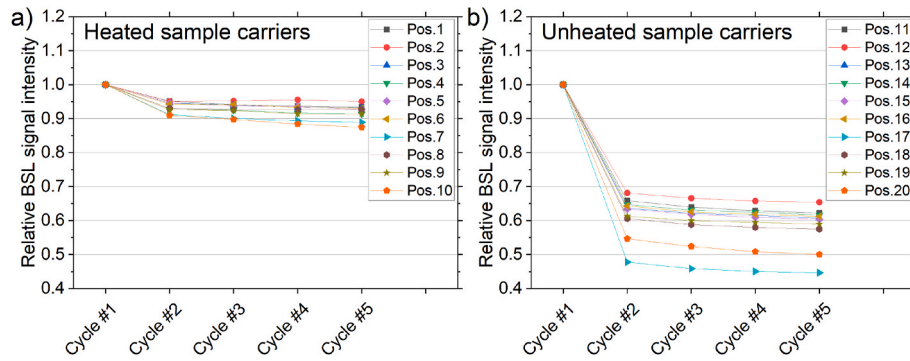 a)
Heated sample carriers
Relative BSL signal intensity
1.2
1.1
1.0
0.9
0.8
0.7
0.6
0.5
0.4
Cycle #1
Cycle #2
Cycle #3
Cycle #4
Cycle #5
Pos.1
Pos.2
Pos.3
Pos.4
Pos.5
Pos.6
Pos.7
Pos.8
Pos.9
Pos.10
b)
Unheated sample carriers
Relative BSL signal intensity
1.2
1.1
1.0
0.9
0.8
0.7
0.6
0.5
0.4
Cycle #1
Cycle #2
Cycle #3
Cycle #4
Cycle #5
Pos.11
Pos.12
Pos.13
Pos.14
Pos.15
Pos.16
Pos.17
Pos.18
Pos.19
Pos.20